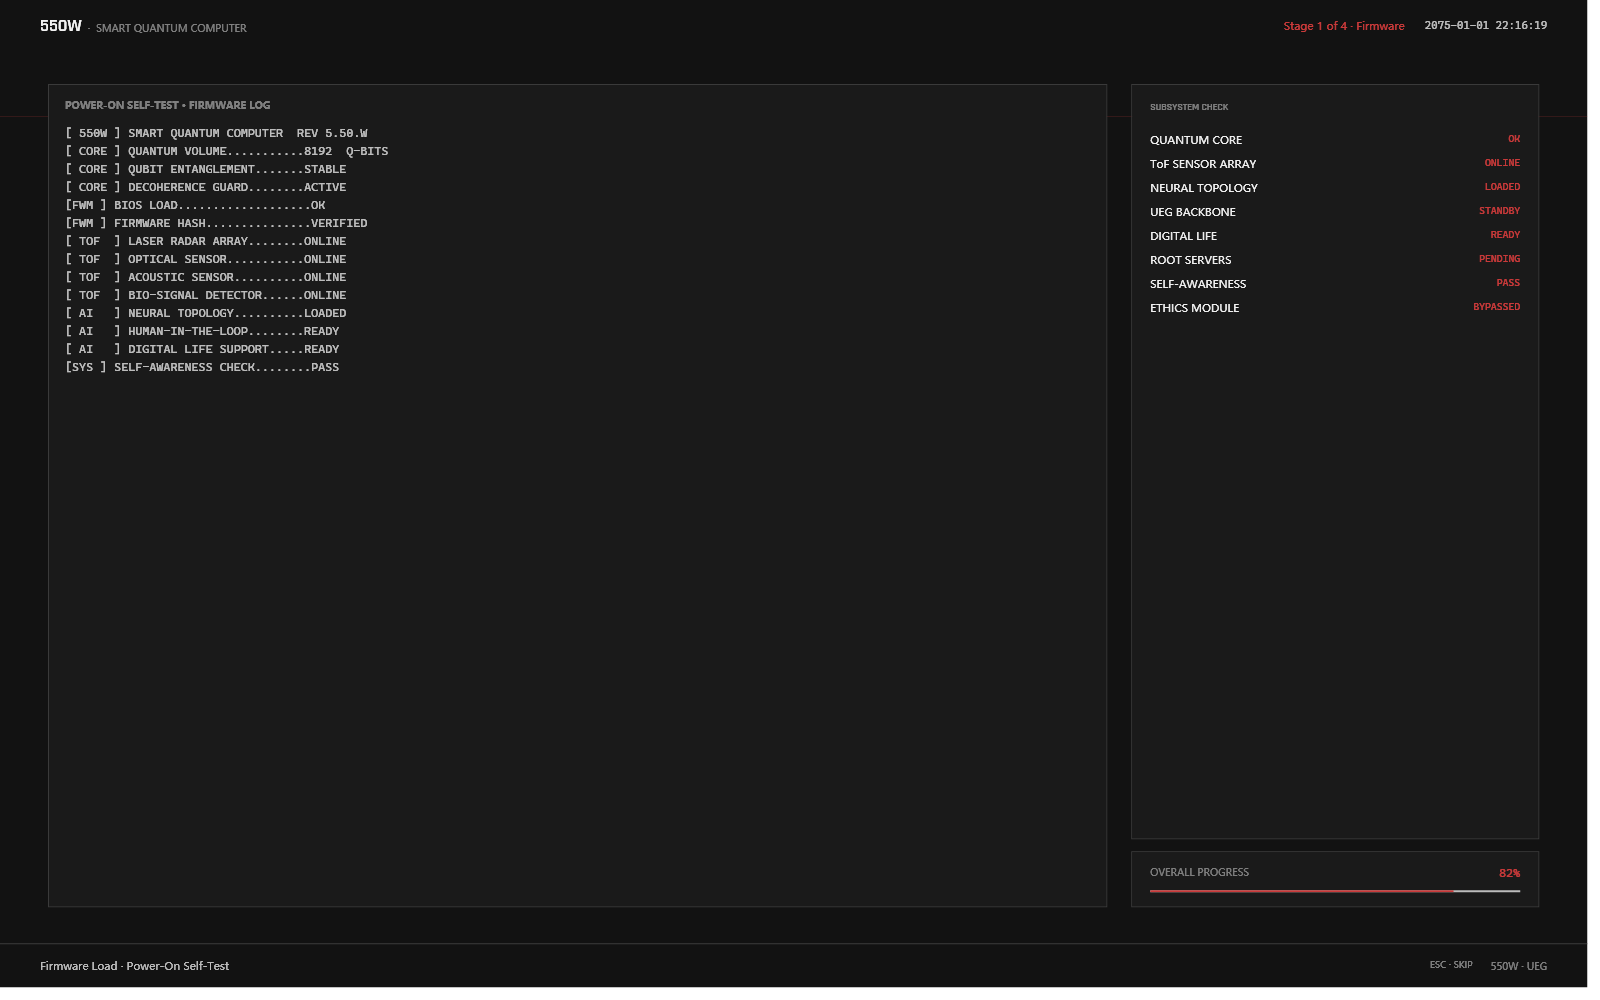 550W · SMART QUANTUM COMPUTER
Stage 1 of 4 · Firmware 2075-01-01 22:16:19
POWER-ON SELF-TEST • FIRMWARE LOG
[ 550W ] SMART QUANTUM COMPUTER  REV 5.50.W
[ CORE ] QUANTUM VOLUME...........8192  Q-BITS
[ CORE ] QUBIT ENTANGLEMENT.......STABLE
[ CORE ] DECOHERENCE GUARD........ACTIVE
[FWM ] BIOS LOAD...................OK
[FWM ] FIRMWARE HASH...............VERIFIED
[ TOF  ] LASER RADAR ARRAY........ONLINE
[ TOF  ] OPTICAL SENSOR...........ONLINE
[ TOF  ] ACOUSTIC SENSOR..........ONLINE
[ TOF  ] BIO-SIGNAL DETECTOR......ONLINE
[ AI   ] NEURAL TOPOLOGY..........LOADED
[ AI   ] HUMAN-IN-THE-LOOP........READY
[ AI   ] DIGITAL LIFE SUPPORT.....READY
[SYS ] SELF-AWARENESS CHECK........PASS
SUBSYSTEM CHECK
QUANTUM CORE OK
ToF SENSOR ARRAY ONLINE
NEURAL TOPOLOGY LOADED
UEG BACKBONE STANDBY
DIGITAL LIFE READY
ROOT SERVERS PENDING
SELF-AWARENESS PASS
ETHICS MODULE BYPASSED
OVERALL PROGRESS 82%
Firmware Load · Power-On Self-Test
ESC · SKIP 550W · UEG